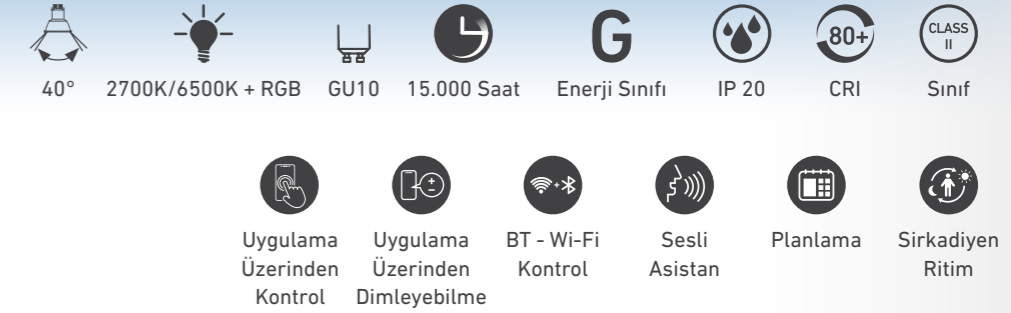 G
80+
CLASS
II
40°
2700K/6500K + RGB
GU10
15.000 Saat
Enerji Sınıfı
IP 20
CRI
Sınıf
Uygulama
Üzerinden
Kontrol
Uygulama
Üzerinden
Dimleyebilme
BT - Wi-Fi
Kontrol
Sesli
Asistan
Planlama
Sirkadiyen
Ritim